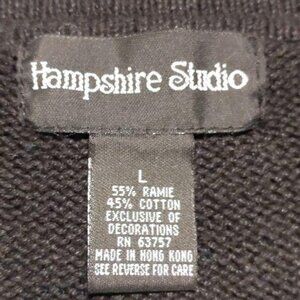 Hampshire Studio
L
55% RAMIE
45% COTTON
EXCLUSIVE OF
DECORATIONS
RN 63757
MADE IN HONG KONG
SEE REVERSE FOR CARE